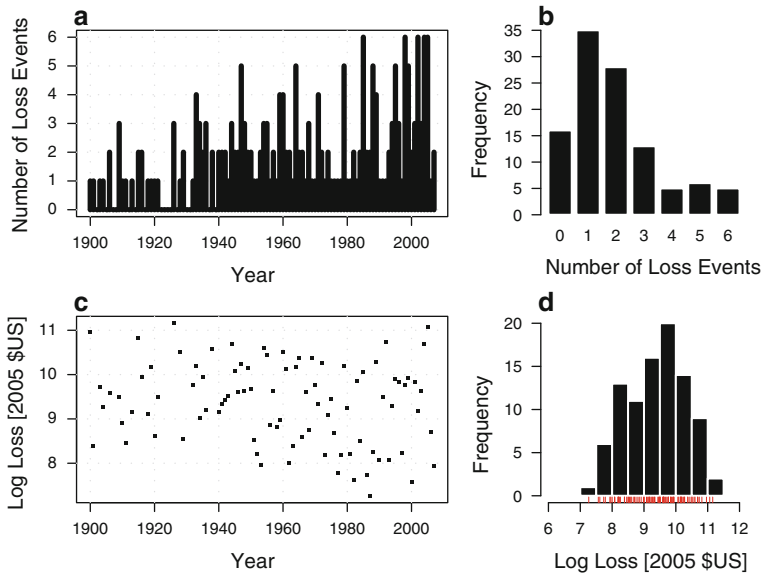 a
Number of Loss Events
6
5
4
3
2
1
0
1900 1920 1940 1960 1980 2000
Year
b
Frequency
35
30
25
20
15
10
5
0
0 1 2 3 4 5 6
Number of Loss Events
c
Log Loss [2005 $US]
11
10
9
8
1900 1920 1940 1960 1980 2000
Year
d
Frequency
20
15
10
5
0
6 7 8 9 10 11 12
Log Loss [2005 $US]